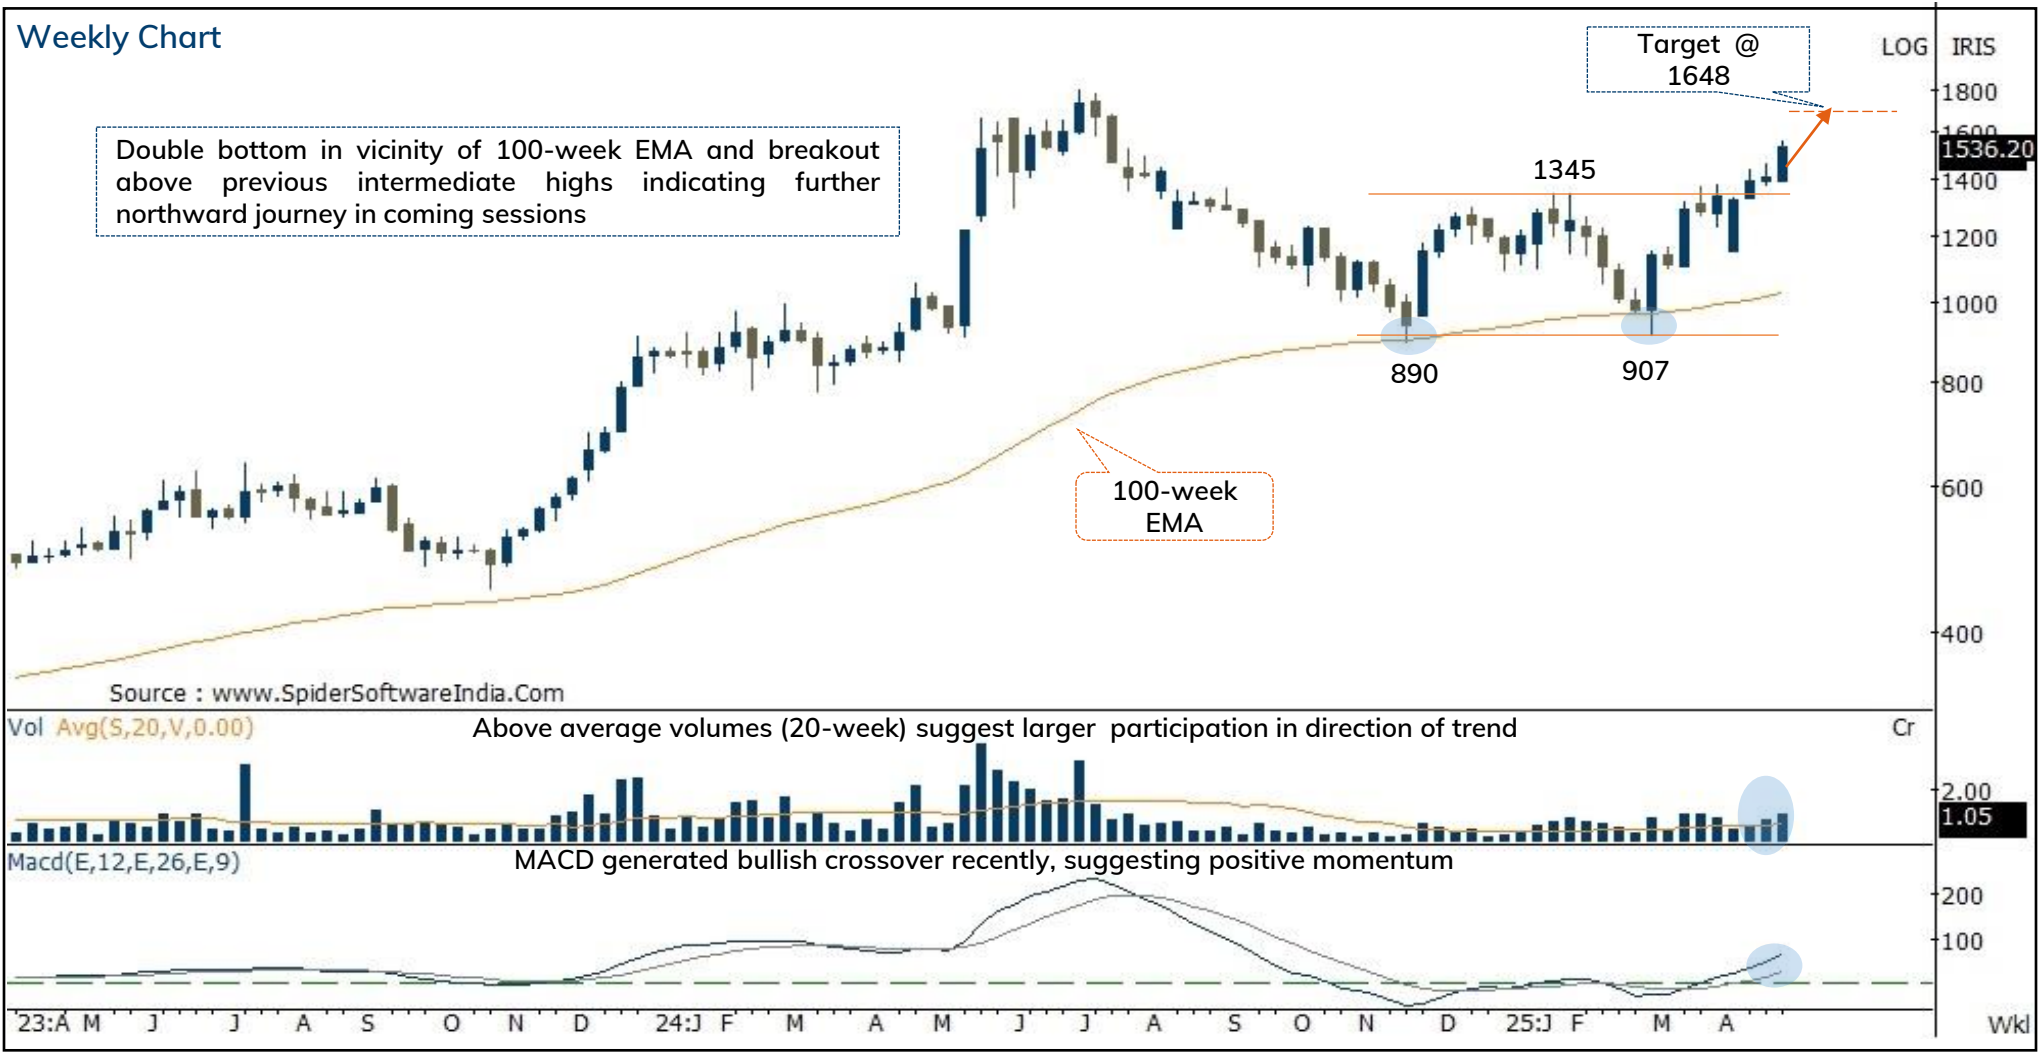 Weekly Chart
Target @
1648
LOG IRIS
1800
1600
1536.20
1400
1200
1000
800
600
400
Double bottom in vicinity of 100-week EMA and breakout
above previous intermediate highs indicating further
northward journey in coming sessions
1345
890
907
100-week
EMA
Source : www.SpiderSoftwareIndia.Com
Vol Avg(S,20,V,0.00)
Above average volumes (20-week) suggest larger participation in direction of trend
Cr
2.00
1.05
Macd(E,12,E,26,E,9)
MACD generated bullish crossover recently, suggesting positive momentum
200
100
23:A M J J A S O N D 24:J F M A M J J A S O N D 25:J F M A Wkl